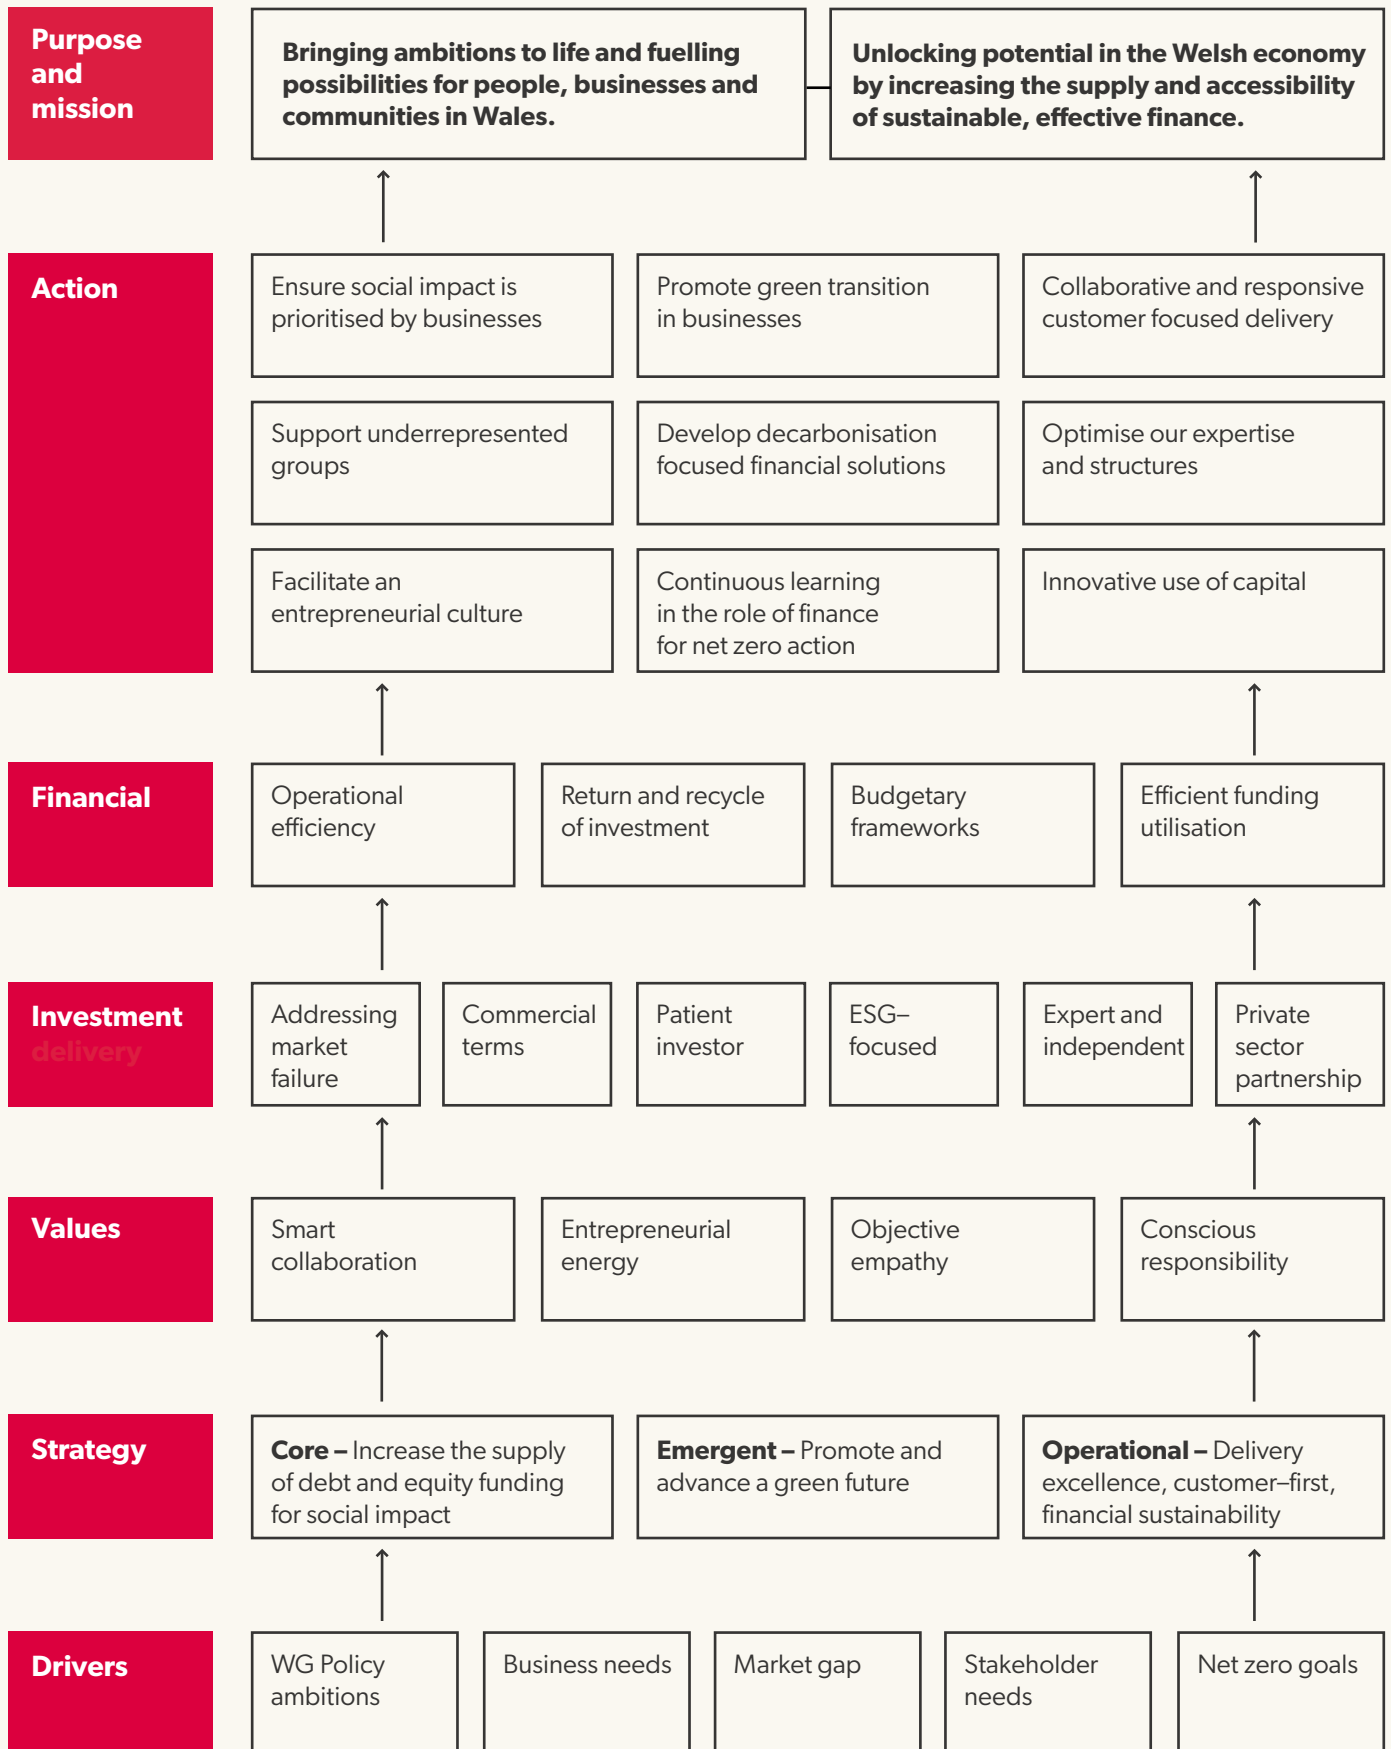 Purpose
and
mission
Bringing ambitions to life and fuelling
possibilities for people, businesses and
communities in Wales.
Unlocking potential in the Welsh economy
by increasing the supply and accessibility
of sustainable, effective finance.
Action
Ensure social impact is
prioritised by businesses
Promote green transition
in businesses
Collaborative and responsive
customer focused delivery
Support underrepresented
groups
Develop decarbonisation
focused financial solutions
Optimise our expertise
and structures
Facilitate an
entrepreneurial culture
Continuous learning
in the role of finance
for net zero action
Innovative use of capital
Financial
Operational
efficiency
Return and recycle
of investment
Budgetary
frameworks
Efficient funding
utilisation
Investment
delivery
Addressing
market
failure
Commercial
terms
Patient
investor
ESG–
focused
Expert and
independent
Private
sector
partnership
Values
Smart
collaboration
Entrepreneurial
energy
Objective
empathy
Conscious
responsibility
Strategy
Core – Increase the supply
of debt and equity funding
for social impact
Emergent – Promote and
advance a green future
Operational – Delivery
excellence, customer–first,
financial sustainability
Drivers
WG Policy
ambitions
Business needs
Market gap
Stakeholder
needs
Net zero goals